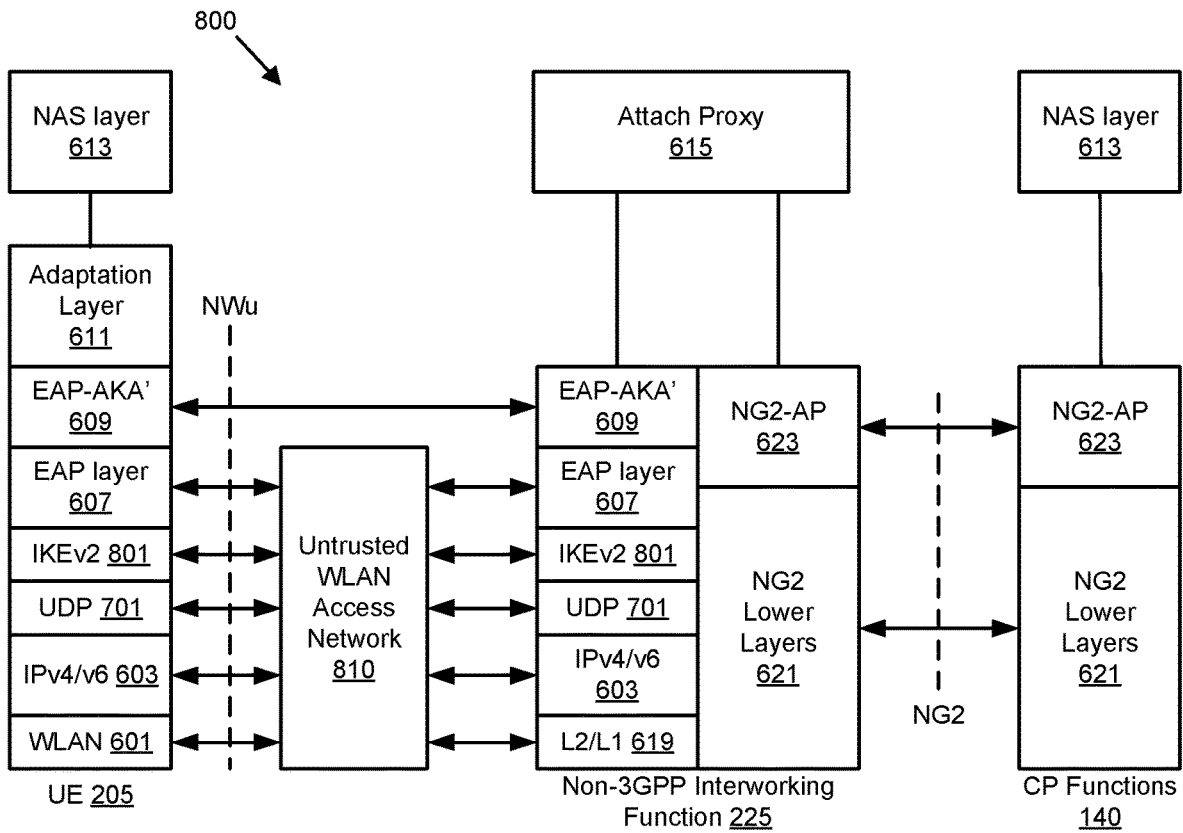 800
NAS layer
613
Attach Proxy
615
NAS layer
613
Adaptation
Layer
611
NWu
EAP-AKA’
609
EAP layer
607
IKEv2 801
UDP 701
IPv4/v6 603
WLAN 601
UE 205
Untrusted
WLAN
Access
Network
810
EAP-AKA’
609
EAP layer
607
IKEv2 801
UDP 701
IPv4/v6
603
L2/L1 619
NG2-AP
623
NG2
Lower
Layers
621
Non-3GPP Interworking
Function 225
NG2
NG2-AP
623
NG2
Lower
Layers
621
CP Functions
140